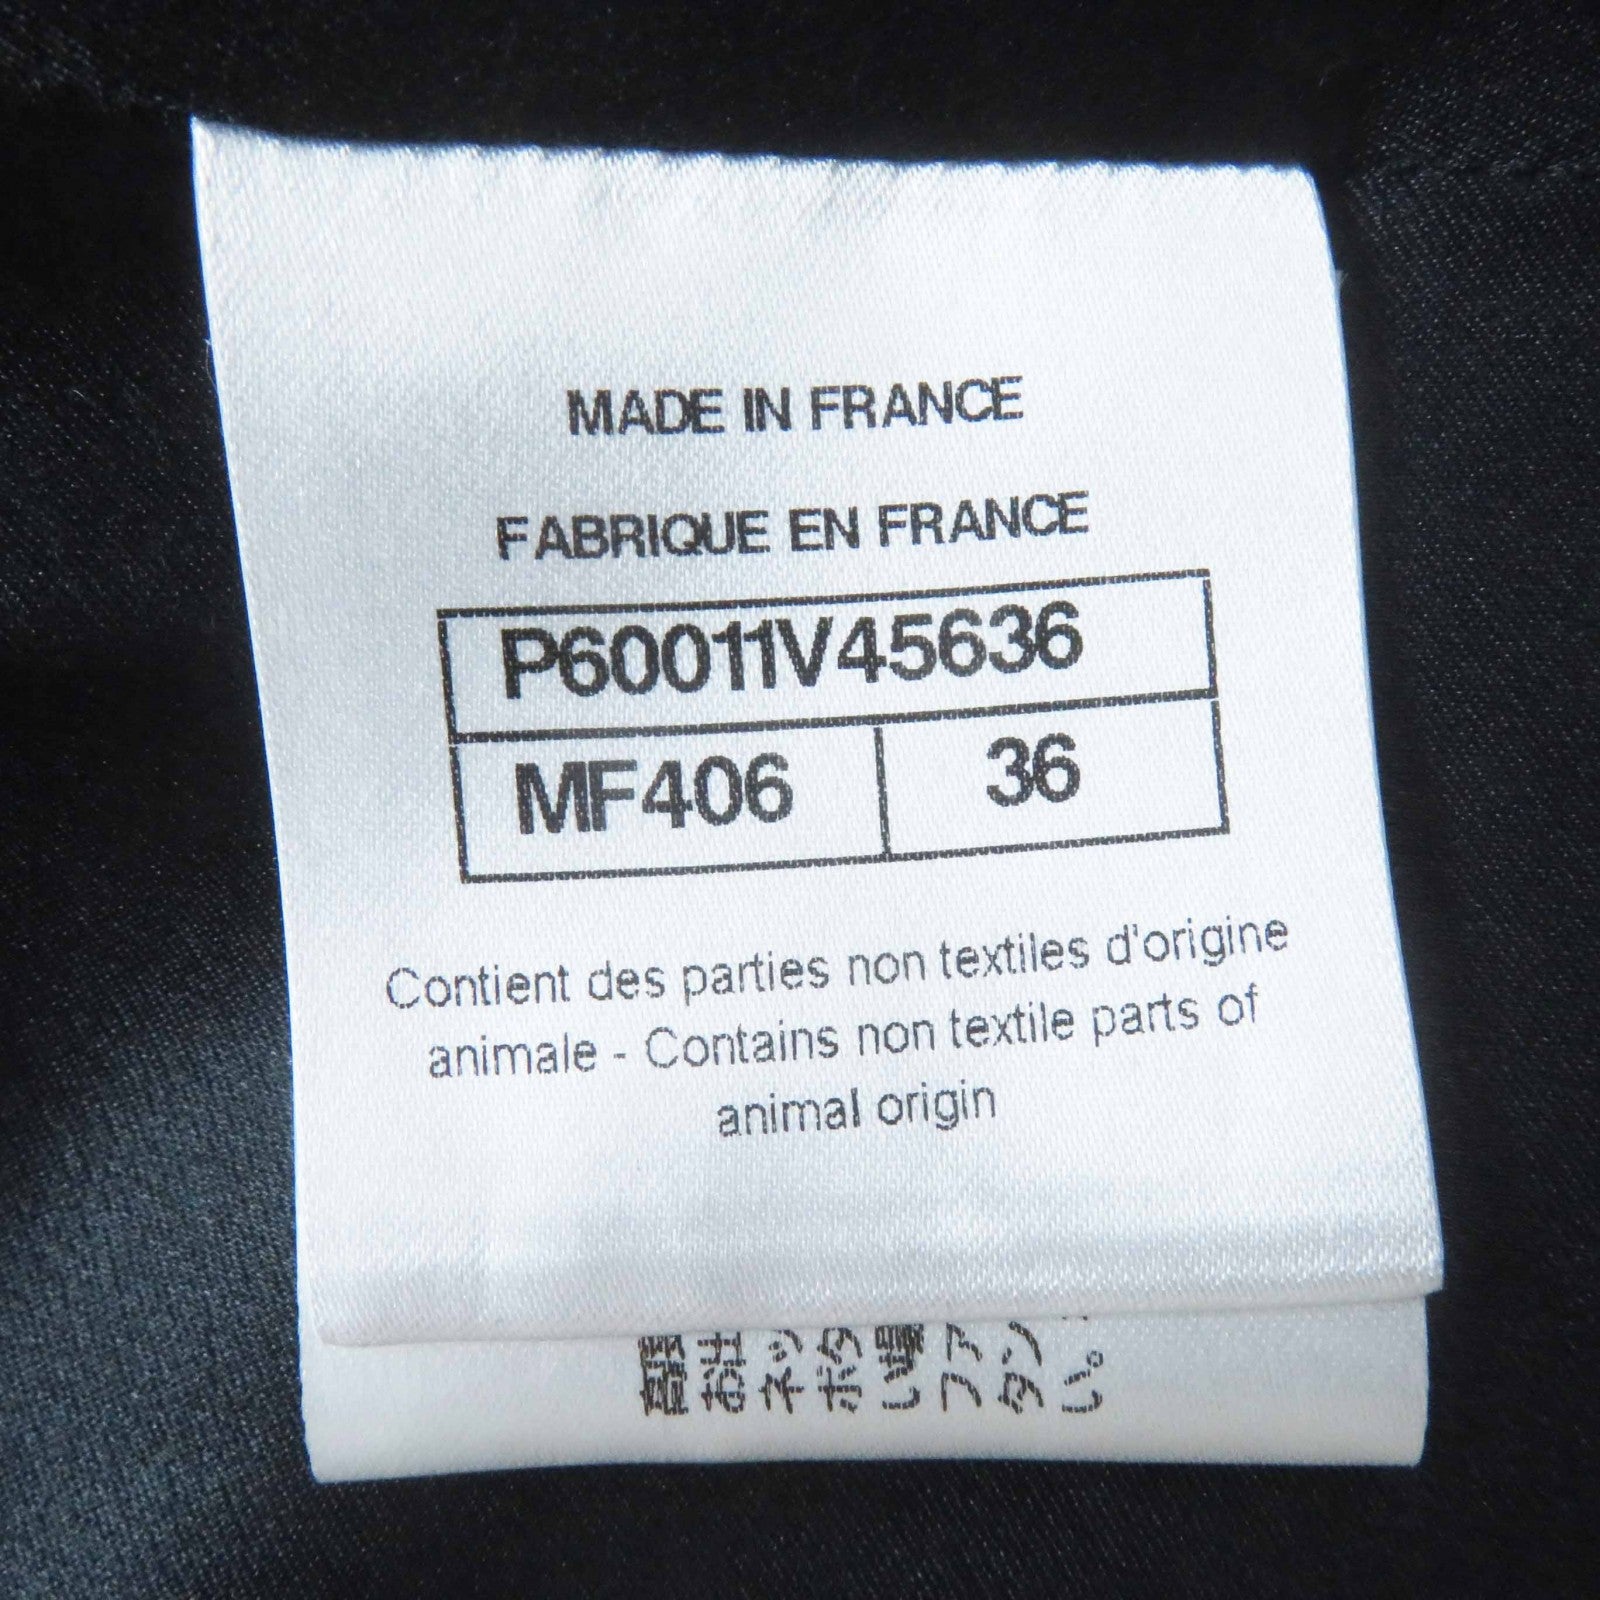 MADE IN FRANCE
FABRIQUE EN FRANCE
P60011V45636
MF406 36
Contient des parties non textiles d'origine
animale - Contains non textile parts of
animal origin